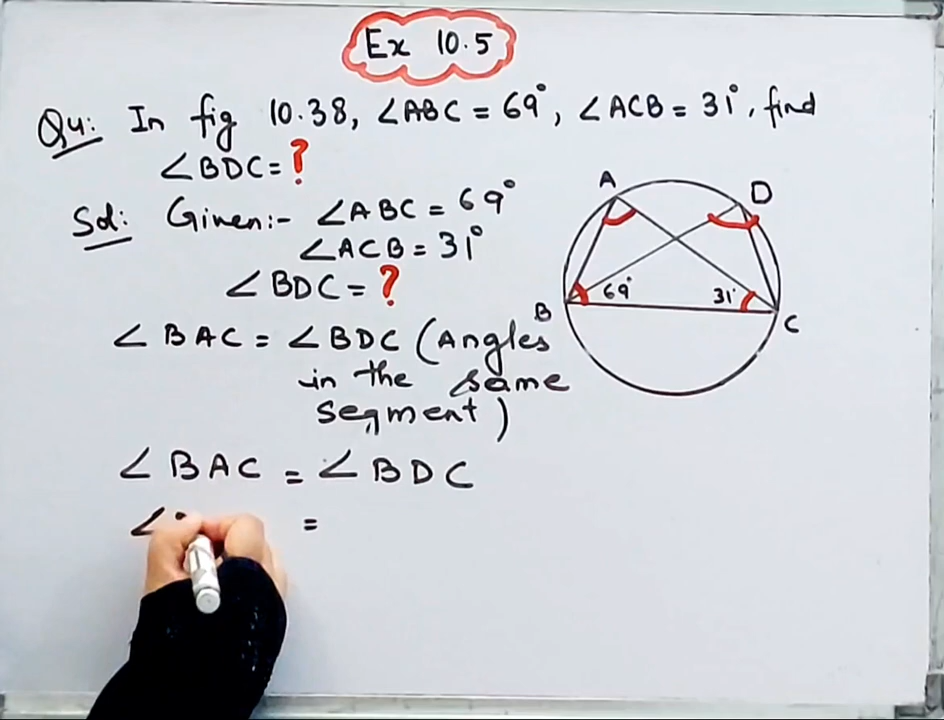 Ex 10.5
Q4: In fig 10.38, ∠ABC = 69°, ∠ACB = 31°, find
∠BDC = ?
Sol: Given:- ∠ABC = 69°
∠ACB = 31°
∠BDC = ?
∠BAC = ∠BDC (Angles
in the same
segment)
∠BAC = ∠BDC
∠ =
A
D
B
69°
31°
C